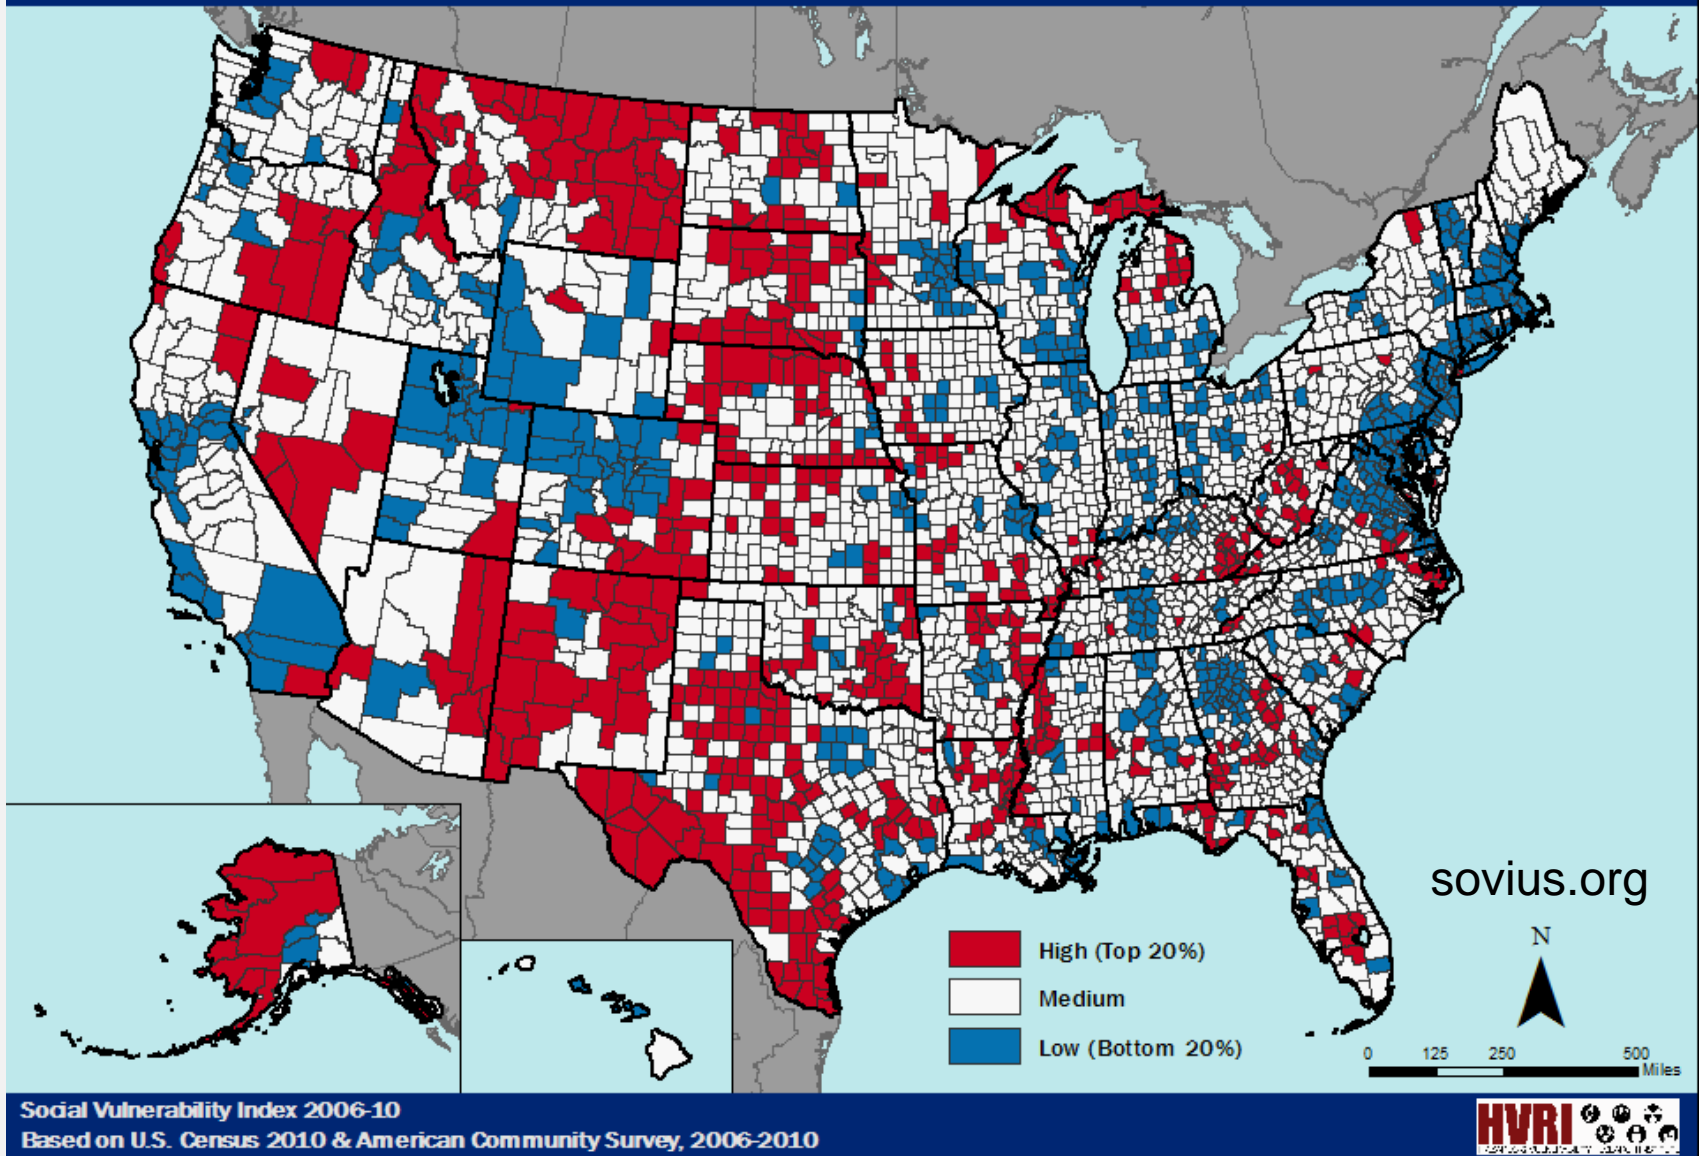 sovius.org
N
High (Top 20%)
Medium
Low (Bottom 20%)
0 125 250 500
Miles
Social Vulnerability Index 2006-10
Based on U.S. Census 2010 & American Community Survey, 2006-2010
HVRI